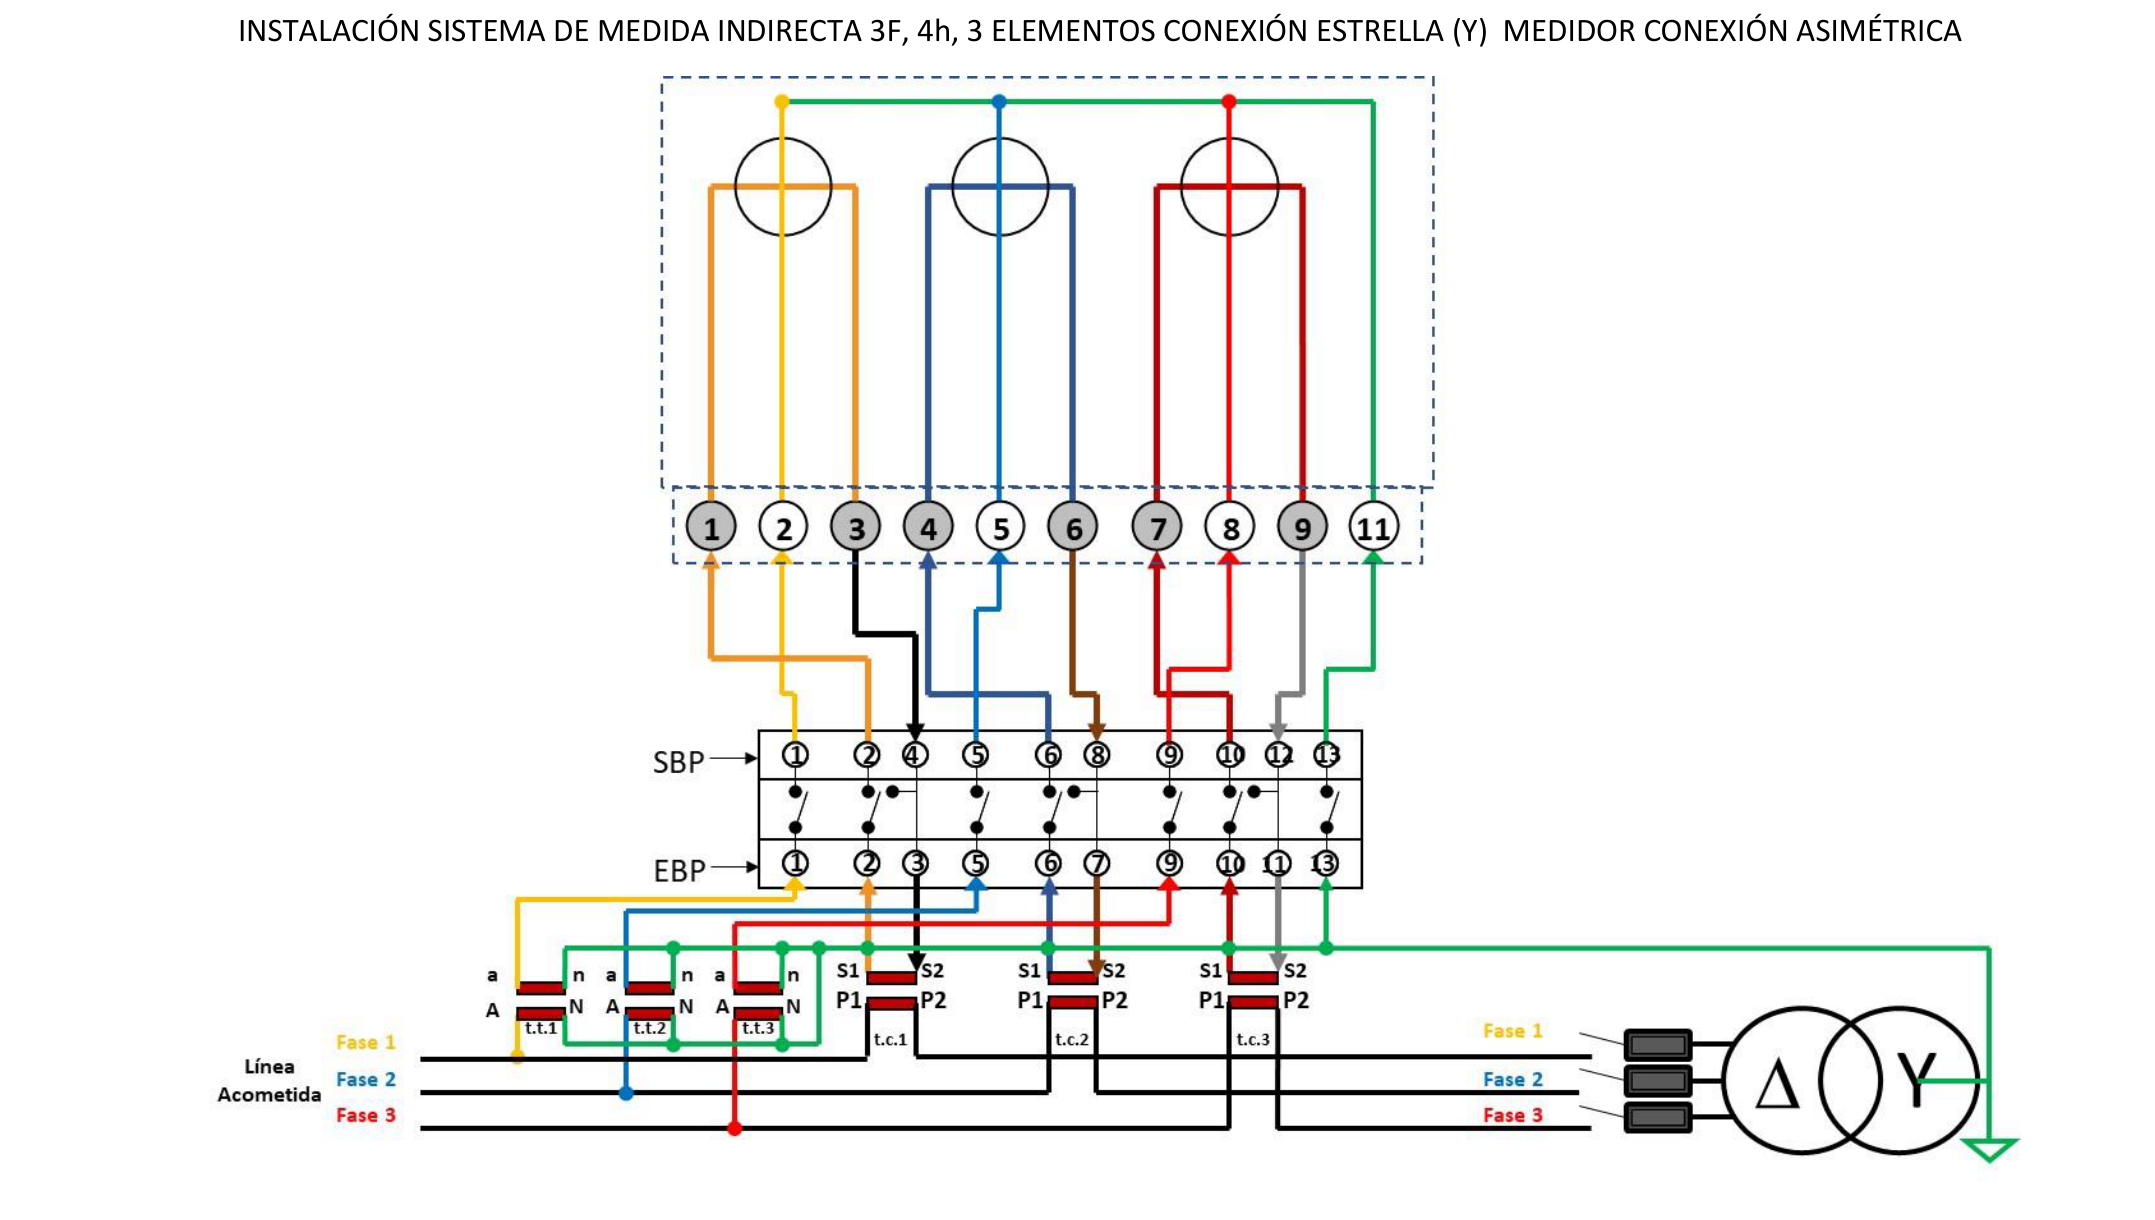 INSTALACIÓN SISTEMA DE MEDIDA INDIRECTA 3F, 4h, 3 ELEMENTOS CONEXIÓN ESTRELLA (Y) MEDIDOR CONEXIÓN ASIMÉTRICA
1 2 3 4 5 6 7 8 9 11
SBP 1 2 4 5 6 8 9 10 12 13
EBP 1 2 3 5 6 7 9 10 11 13
a n a n a n S1 S2 S1 S2 S1 S2
A N A N A N P1 P2 P1 P2 P1 P2
t.t.1 t.t.2 t.t.3 t.c.1 t.c.2 t.c.3
Línea
Acometida
Fase 1
Fase 2
Fase 3
Fase 1
Fase 2
Fase 3
Δ Y